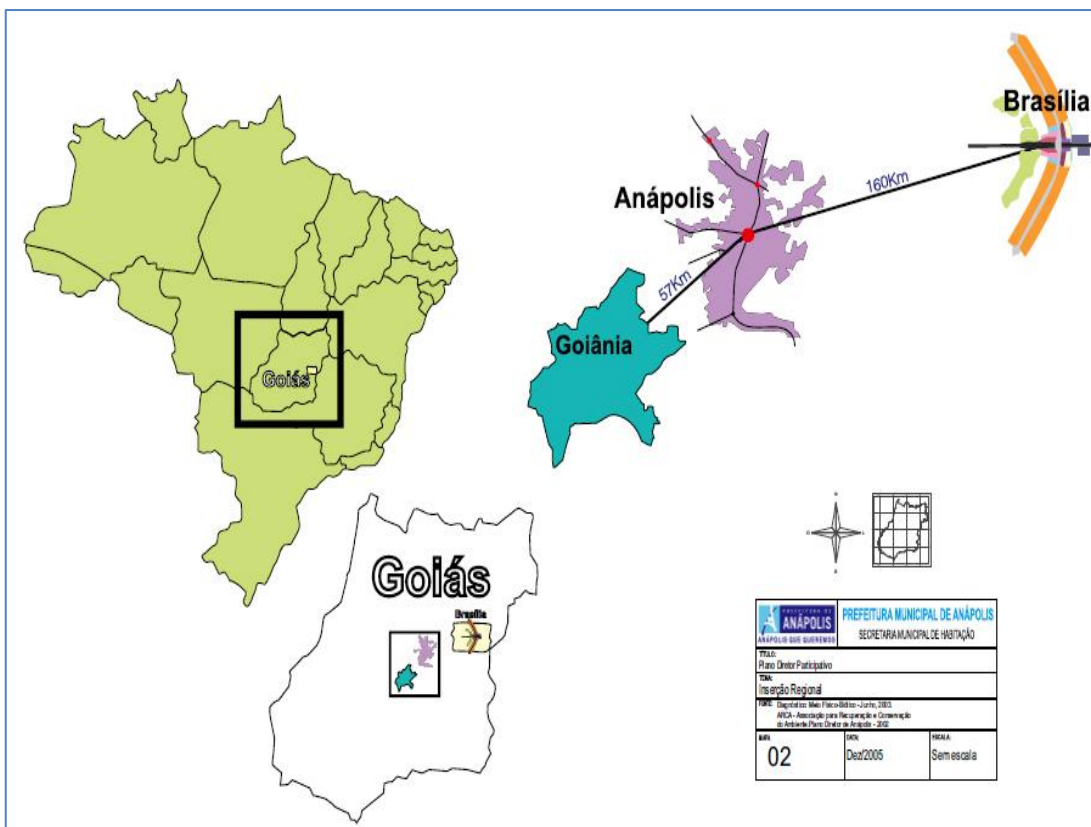 Brasília
160Km
Anápolis
57Km
Goiânia
Goiás
Goiás
Brasília
PREFEITURA DE
ANÁPOLIS
ANÁPOLIS QUE QUEREMOS
PREFEITURA MUNICIPAL DE ANÁPOLIS
SECRETARIA MUNICIPAL DE HABITAÇÃO
TÍTULO:
Plano Diretor Participativo
TEMA:
Inserção Regional
FONTE: Diagnóstico Meio Físico-Biótico - Junho, 2003.
ARCA - Associação para Recuperação e Conservação
do Ambiente.Plano Diretor de Anápolis - 2002
MAPA
02
DATA:
Dez/2005
ESCALA:
Sem escala